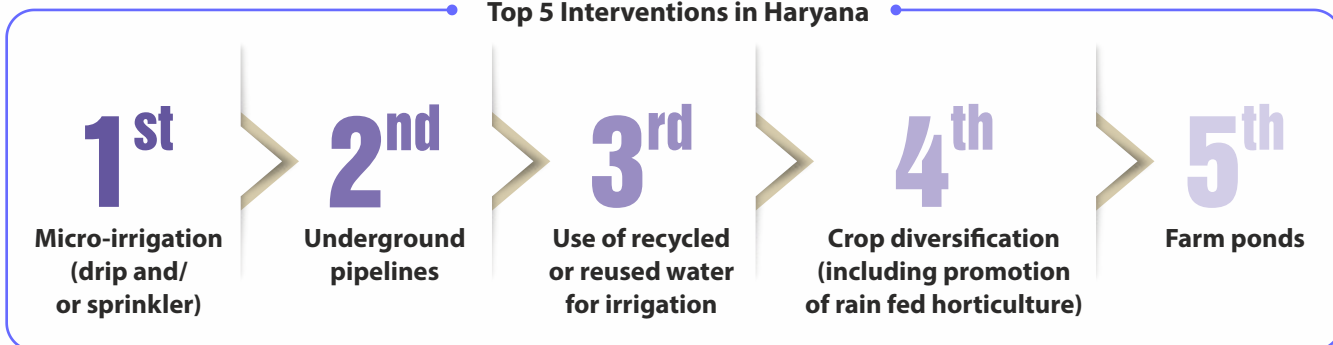 Top 5 Interventions in Haryana
1st
Micro-irrigation
(drip and/
or sprinkler)
2nd
Underground
pipelines
3rd
Use of recycled
or reused water
for irrigation
4th
Crop diversification
(including promotion
of rain fed horticulture)
5th
Farm ponds